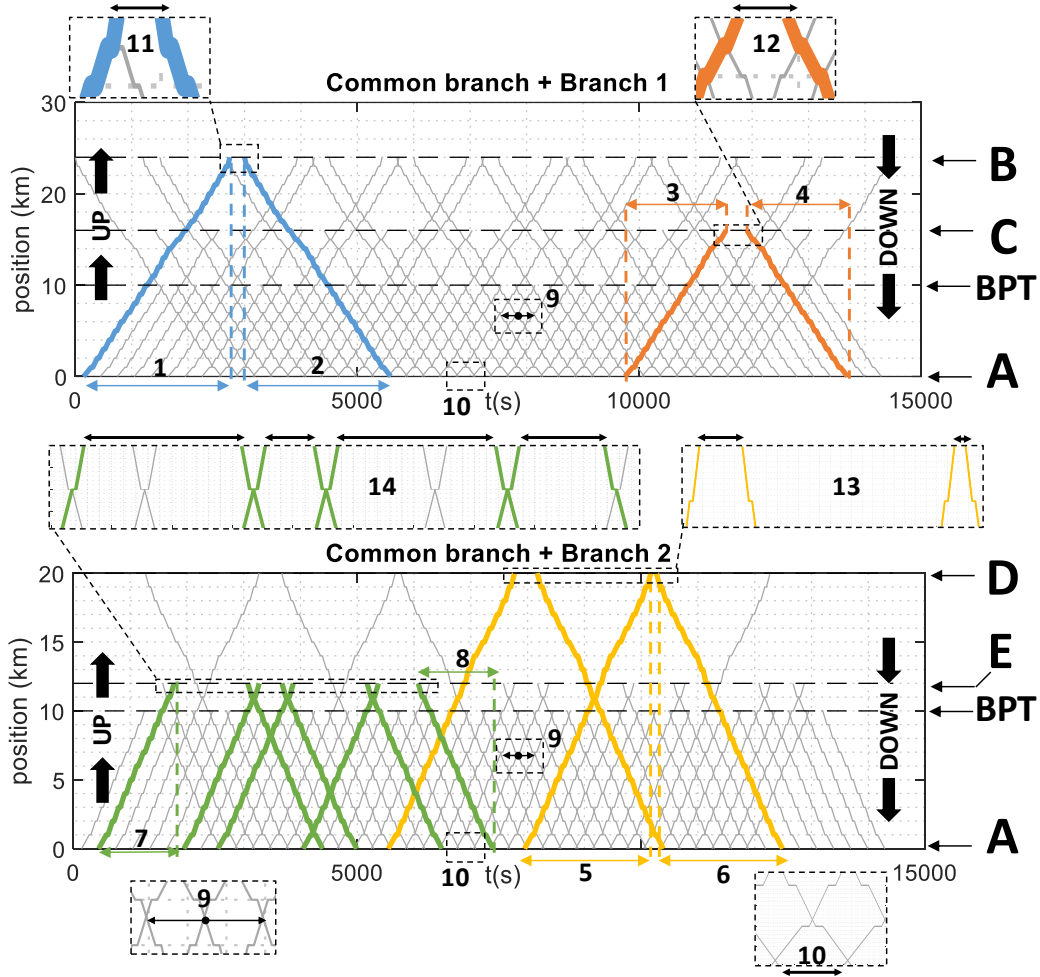 11
12
Common branch + Branch 1
30
20
10
0
position (km)
UP
DOWN
3
4
9
1
2
B
C
BPT
A
0
5000
10
t(s)
10000
15000
14
13
Common branch + Branch 2
20
15
10
5
0
position (km)
UP
DOWN
8
9
7
D
E
BPT
A
0
5000
10
t(s)
5
6
15000
9
10